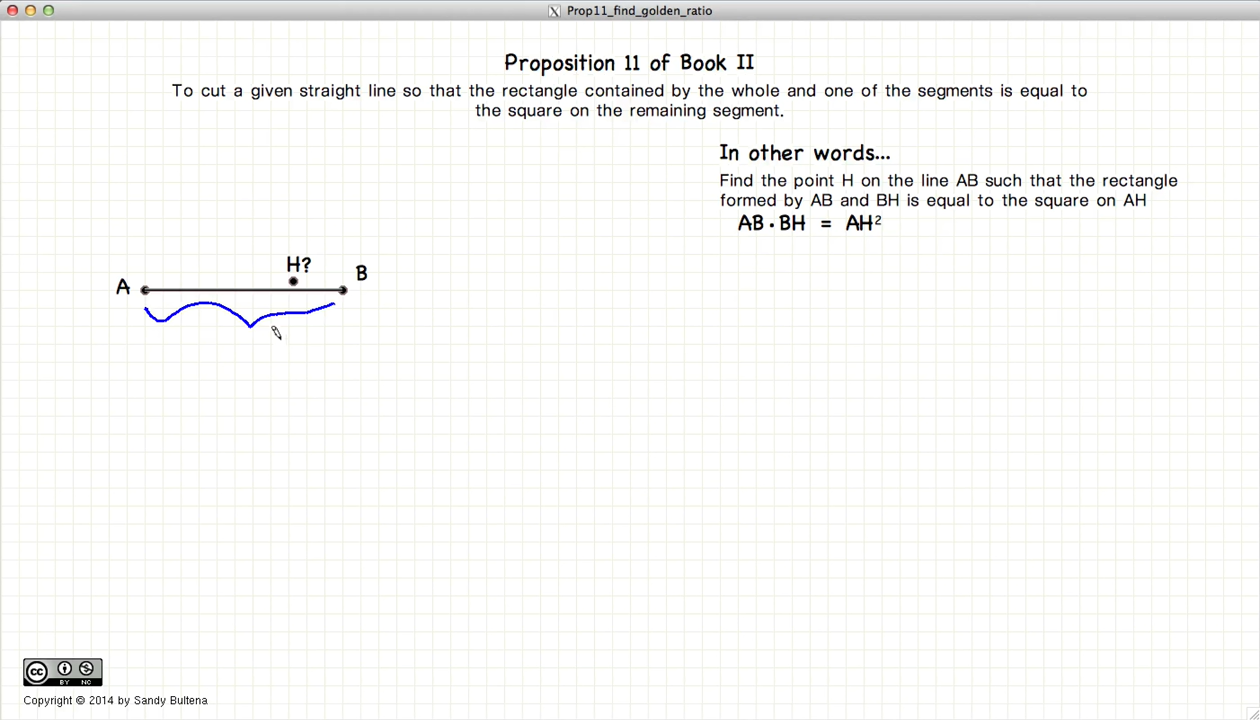 Prop11_find_golden_ratio
Proposition 11 of Book II
To cut a given straight line so that the rectangle contained by the whole and one of the segments is equal to
the square on the remaining segment.
In other words...
Find the point H on the line AB such that the rectangle
formed by AB and BH is equal to the square on AH
AB·BH = AH²
H?
A
B
cc
BY NC
Copyright © 2014 by Sandy Bultena